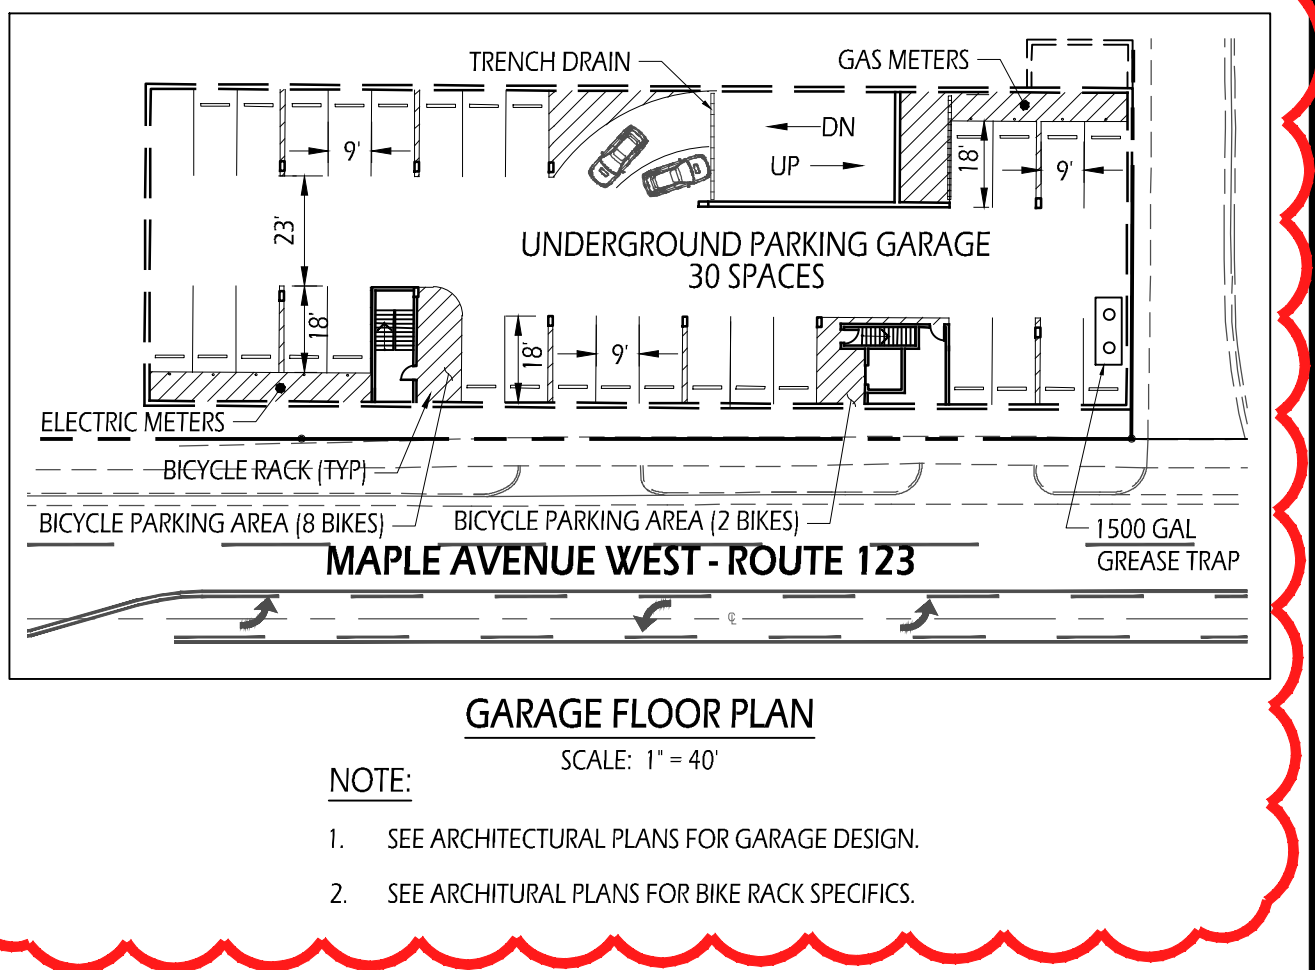 TRENCH DRAIN
GAS METERS
DN
UP
9'
18'
9'
23'
UNDERGROUND PARKING GARAGE
30 SPACES
18'
18'
9'
ELECTRIC METERS
BICYCLE RACK (TYP)
BICYCLE PARKING AREA (8 BIKES)
BICYCLE PARKING AREA (2 BIKES)
1500 GAL
GREASE TRAP
MAPLE AVENUE WEST - ROUTE 123
℄
GARAGE FLOOR PLAN
SCALE: 1" = 40'
NOTE:
1. SEE ARCHITECTURAL PLANS FOR GARAGE DESIGN.
2. SEE ARCHITURAL PLANS FOR BIKE RACK SPECIFICS.